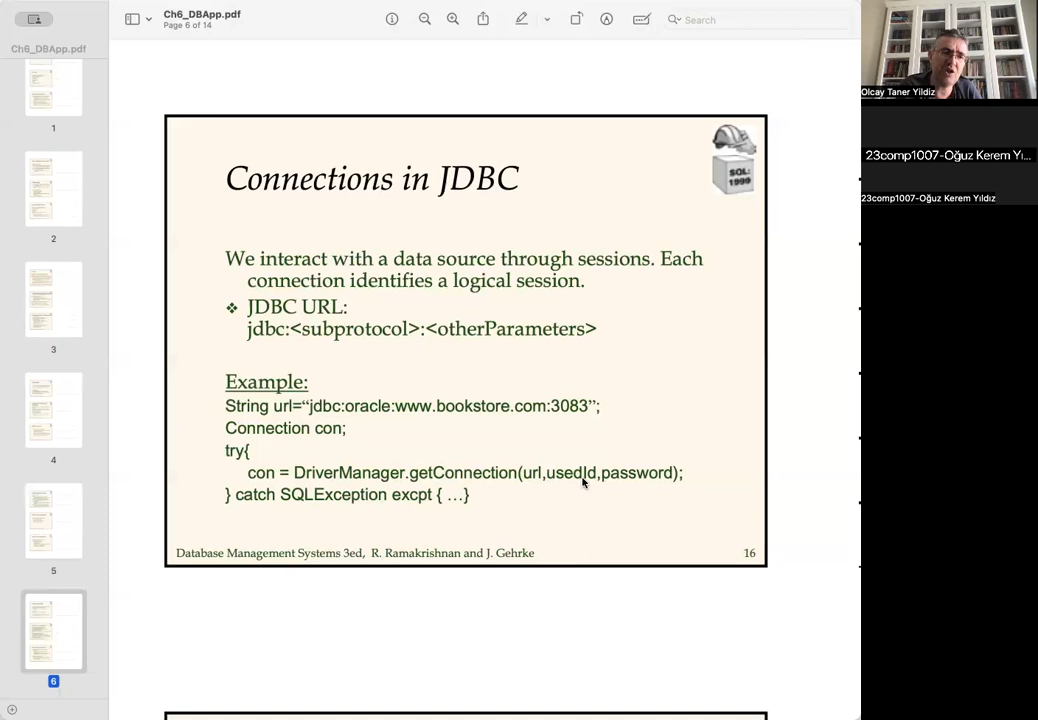 Ch6_DBApp.pdf
Page 6 of 14
Search
Ch6_DBApp.pdf
1
2
3
4
5
6
SQL:
1999
Connections in JDBC
We interact with a data source through sessions. Each
connection identifies a logical session.
❖ JDBC URL:
jdbc:<subprotocol>:<otherParameters>
Example:
String url=“jdbc:oracle:www.bookstore.com:3083”;
Connection con;
try{
con = DriverManager.getConnection(url,usedId,password);
} catch SQLException excpt { …}
Database Management Systems 3ed, R. Ramakrishnan and J. Gehrke
16
Olcay Taner Yildiz
23comp1007-Oğuz Kerem Yı...
23comp1007-Oğuz Kerem Yıldız